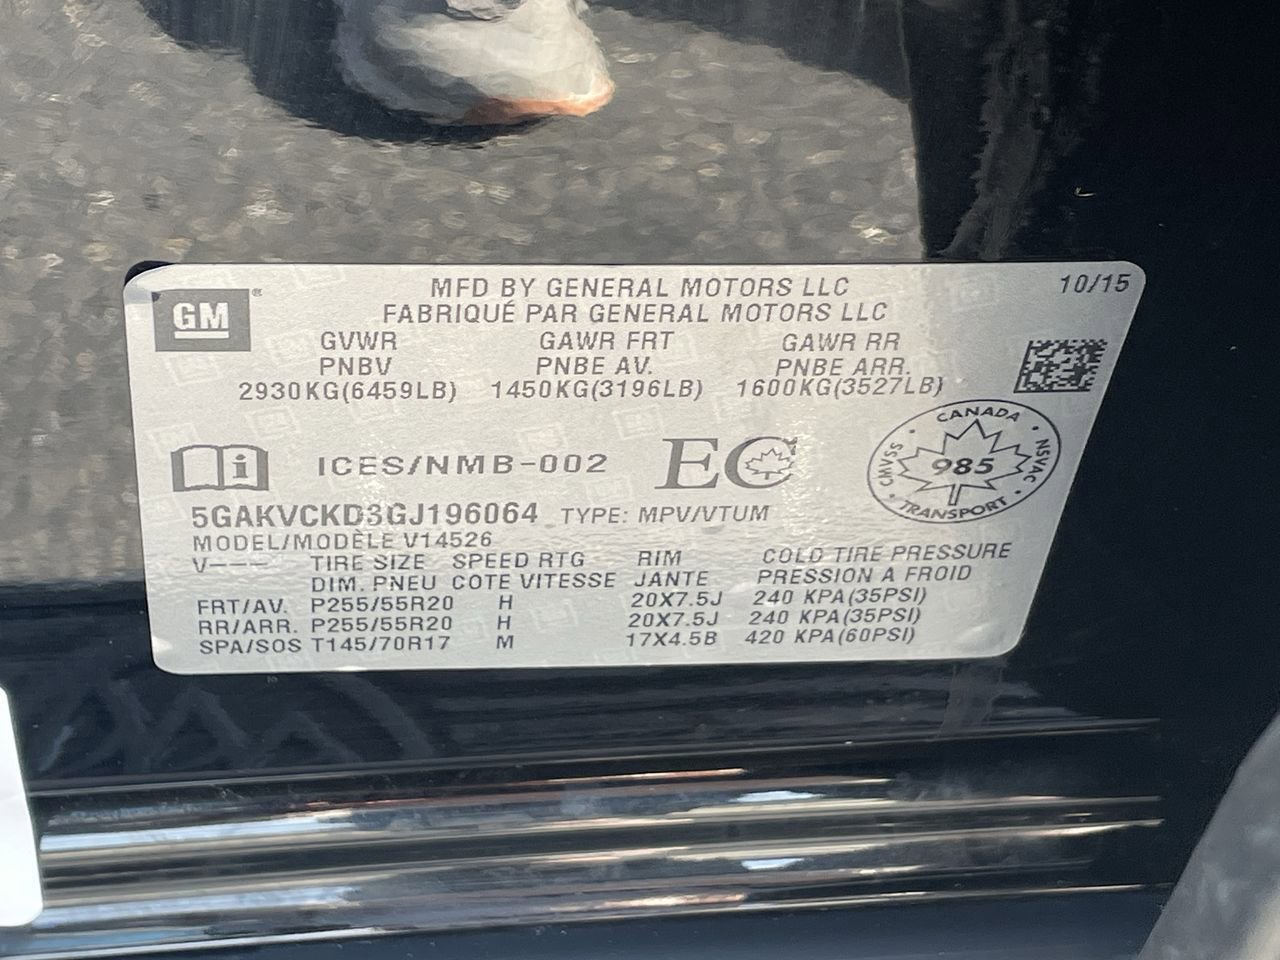 GM
MFD BY GENERAL MOTORS LLC
10/15
FABRIQUÉ PAR GENERAL MOTORS LLC
GVWR GAWR FRT GAWR RR
PNBV PNBE AV. PNBE ARR.
2930KG(6459LB) 1450KG(3196LB) 1600KG(3527LB)
ICES/NMB-002
EC
CANADA
CMVSS 985 NSVAC
TRANSPORT
5GAKVCKD3GJ196064 TYPE: MPV/VTUM
MODEL/MODÈLE V14526
V--- TIRE SIZE SPEED RTG RIM COLD TIRE PRESSURE
DIM. PNEU COTE VITESSE JANTE PRESSION A FROID
FRT/AV. P255/55R20 H 20X7.5J 240 KPA(35PSI)
RR/ARR. P255/55R20 H 20X7.5J 240 KPA(35PSI)
SPA/SOS T145/70R17 M 17X4.5B 420 KPA(60PSI)